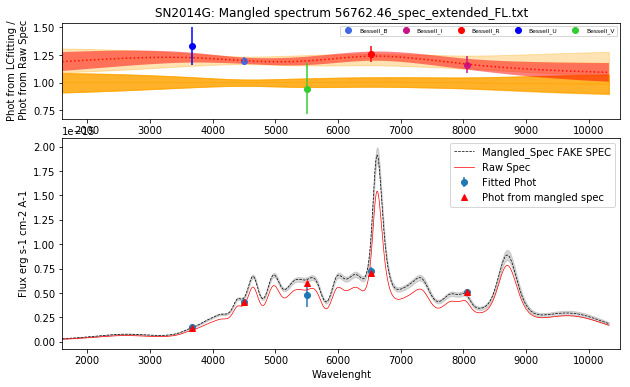 SN2014G: Mangled spectrum 56762.46_spec_extended_FL.txt
Phot from LCfitting /
Phot from Raw Spec
1.50
1.25
1.00
0.75
Bessell_B
Bessell_I
Bessell_R
Bessell_U
Bessell_V
2000 3000 4000 5000 6000 7000 8000 9000 10000
1e−15
Flux erg s-1 cm-2 A-1
2.00
1.75
1.50
1.25
1.00
0.75
0.50
0.25
0.00
Mangled_Spec FAKE SPEC
Raw Spec
Fitted Phot
Phot from mangled spec
2000 3000 4000 5000 6000 7000 8000 9000 10000
Wavelenght